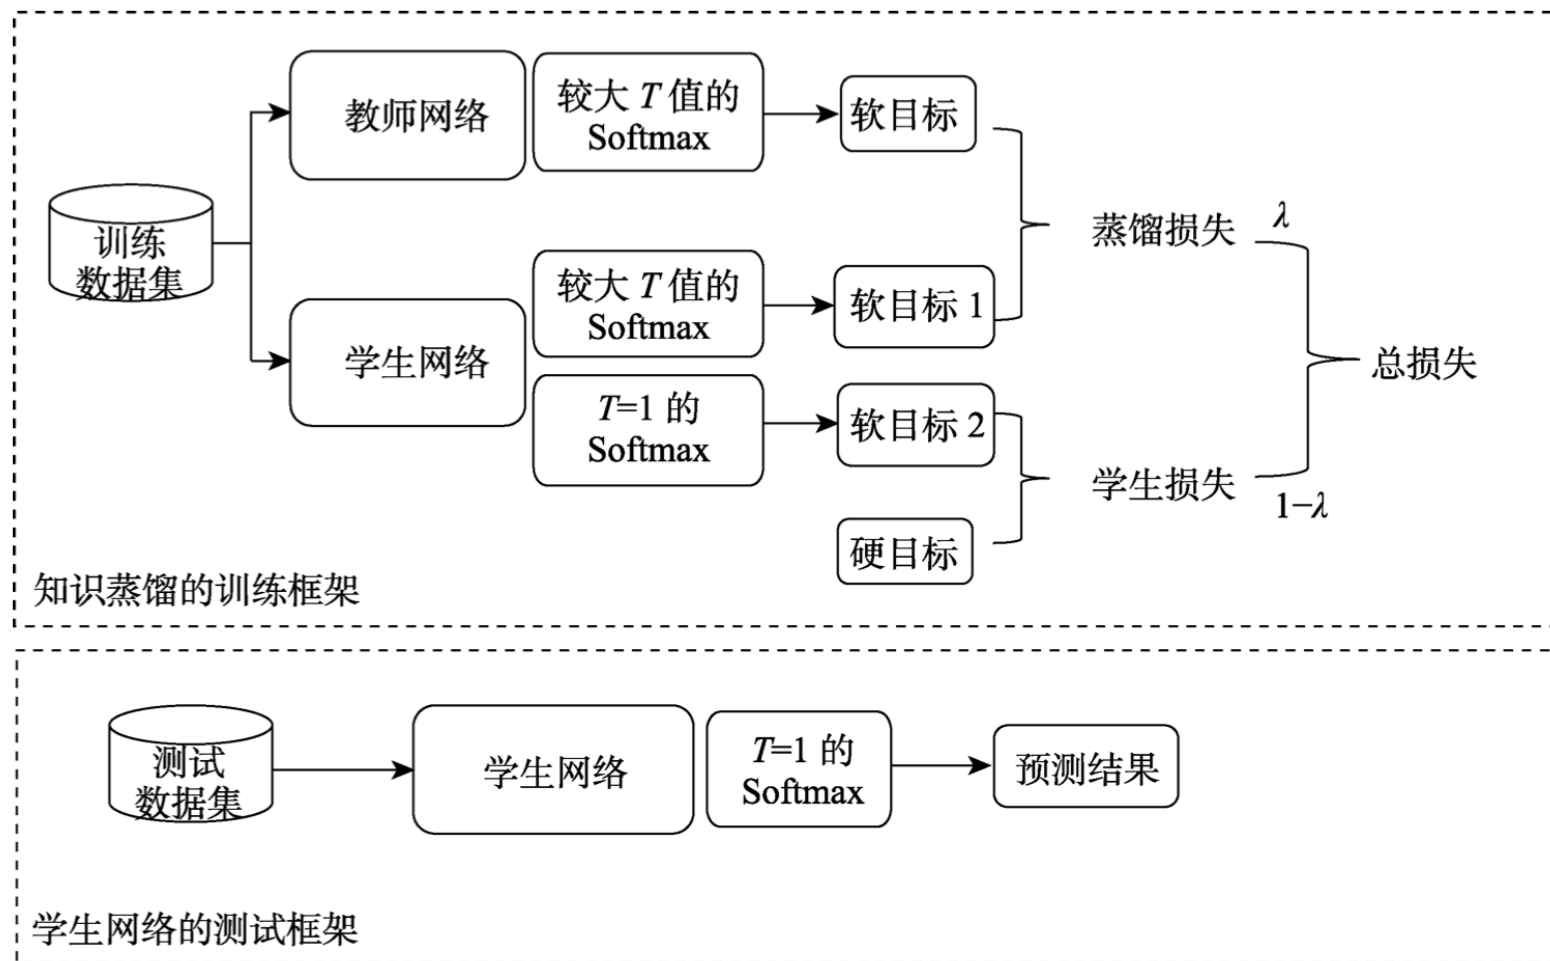 教师网络
较大 T 值的
Softmax
软目标
训练
数据集
蒸馏损失
λ
学生网络
较大 T 值的
Softmax
软目标 1
总损失
T=1 的
Softmax
软目标 2
学生损失
1−λ
硬目标
知识蒸馏的训练框架
测试
数据集
学生网络
T=1 的
Softmax
预测结果
学生网络的测试框架